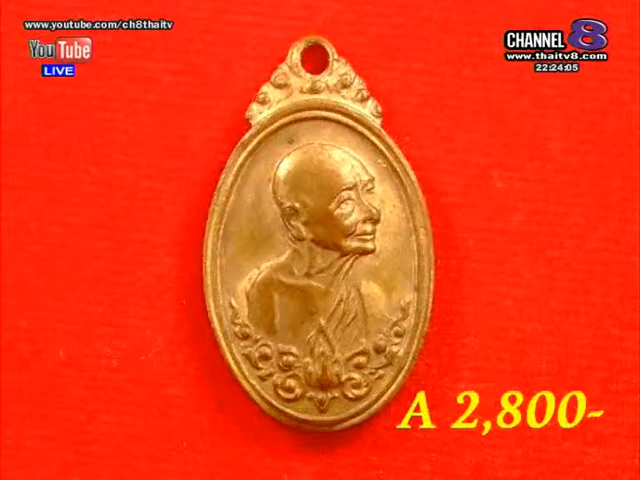 www.youtube.com/ch8thaitv
YouTube
LIVE
CHANNEL 8
www.thaitv8.com
22:24:05
A 2,800-